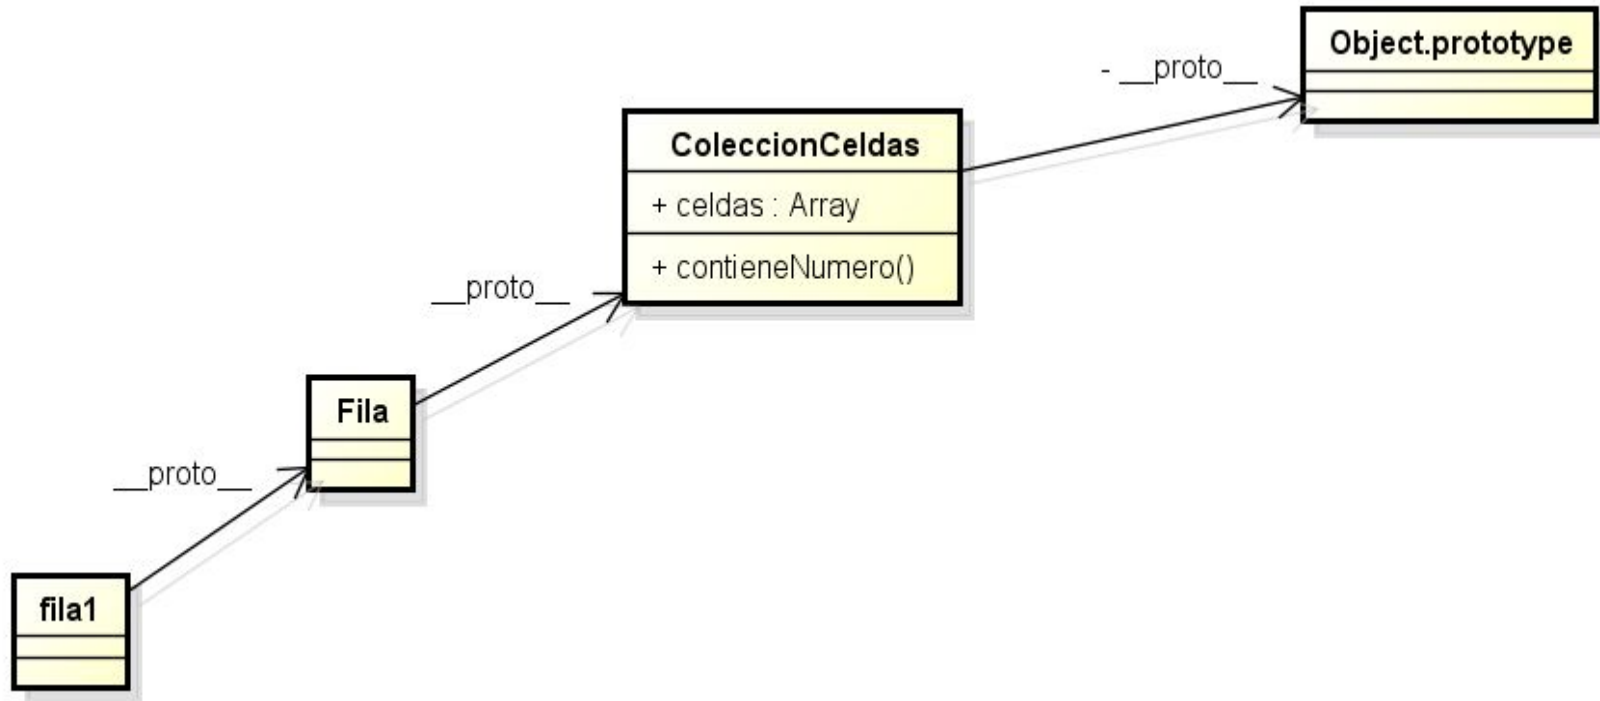 Object.prototype
- __proto__
ColeccionCeldas
+ celdas : Array
+ contieneNumero()
__proto__
Fila
__proto__
fila1